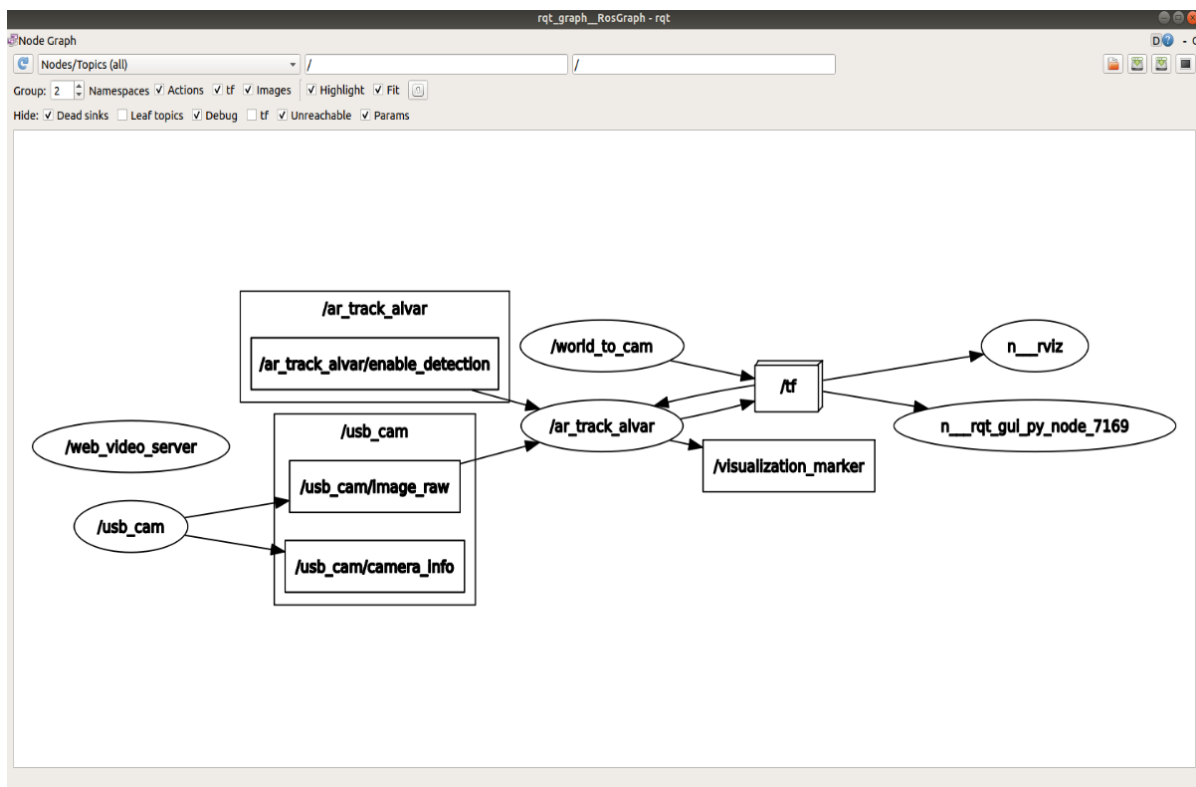 rqt_graph__RosGraph - rqt
Node Graph
D? - O
Nodes/Topics (all) / /
Group: 2 Namespaces Actions tf Images Highlight Fit
Hide: Dead sinks Leaf topics Debug tf Unreachable Params
/ar_track_alvar
/ar_track_alvar/enable_detection
/world_to_cam
n__rviz
/tf
/ar_track_alvar
n__rqt_gui_py_node_7169
/usb_cam
/web_video_server
/visualization_marker
/usb_cam/image_raw
/usb_cam
/usb_cam/camera_info